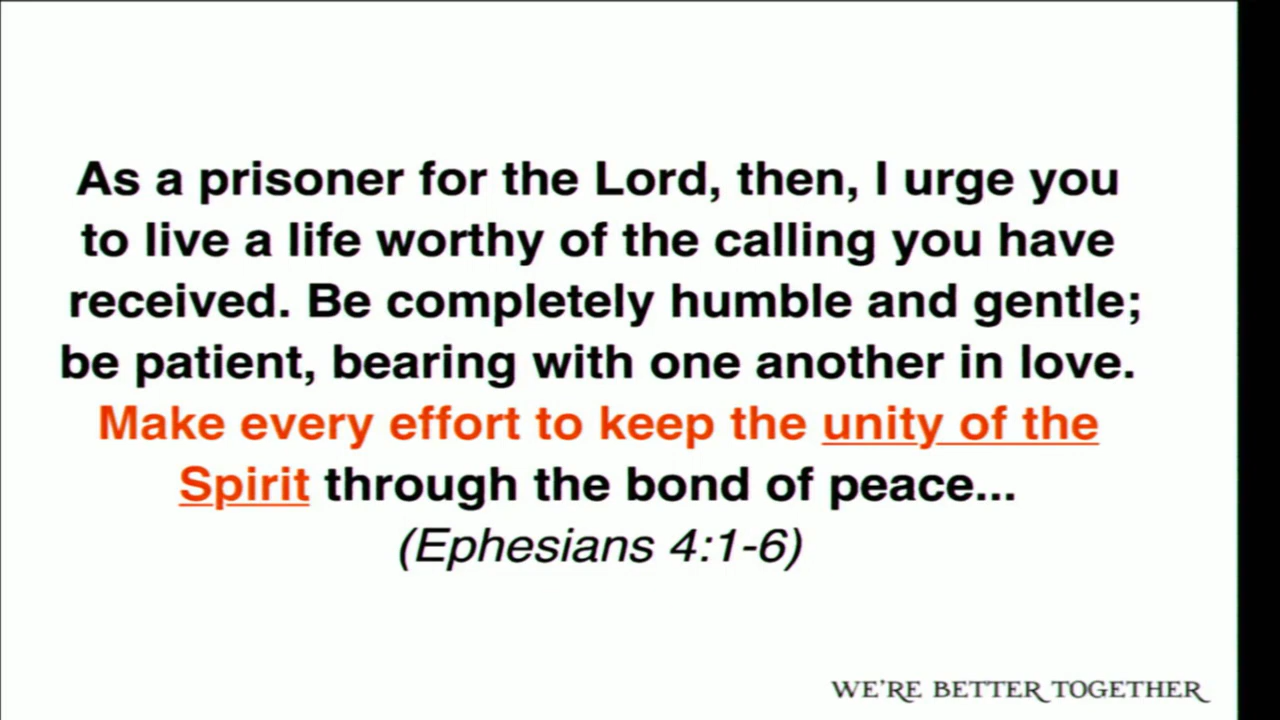 As a prisoner for the Lord, then, I urge you
to live a life worthy of the calling you have
received. Be completely humble and gentle;
be patient, bearing with one another in love.
Make every effort to keep the unity of the
Spirit through the bond of peace...
(Ephesians 4:1-6)
WE'RE BETTER TOGETHER